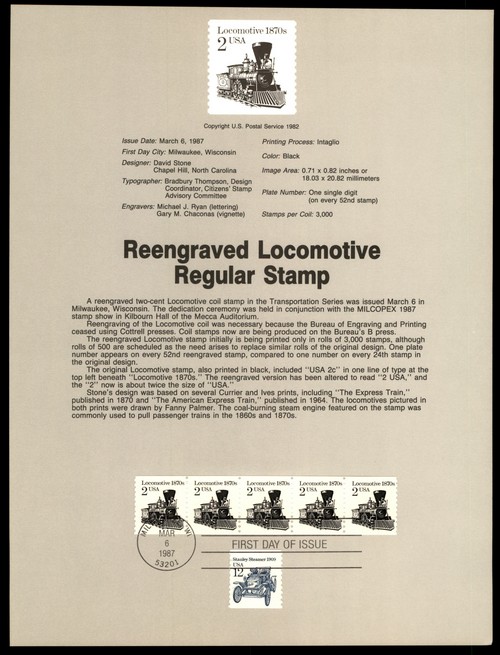 Locomotive 1870s
2 USA
Copyright U.S. Postal Service 1982
Issue Date: March 6, 1987
First Day City: Milwaukee, Wisconsin
Designer: David Stone
Chapel Hill, North Carolina
Typographer: Bradbury Thompson, Design
Coordinator, Citizens' Stamp
Advisory Committee
Engravers: Michael J. Ryan (lettering)
Gary M. Chaconas (vignette)
Printing Process: Intaglio
Color: Black
Image Area: 0.71 x 0.82 inches or
18.03 x 20.82 millimeters
Plate Number: One single digit
(on every 52nd stamp)
Stamps per Coil: 3,000
Reengraved Locomotive
Regular Stamp
A reengraved two-cent Locomotive coil stamp in the Transportation Series was issued March 6 in
Milwaukee, Wisconsin. The dedication ceremony was held in conjunction with the MILCOPEX 1987
stamp show in Kilbourn Hall of the Mecca Auditorium.
Reengraving of the Locomotive coil was necessary because the Bureau of Engraving and Printing
ceased using Cottrell presses. Coil stamps now are being produced on the Bureau's B press.
The reengraved Locomotive stamp initially is being printed only in rolls of 3,000 stamps, although
rolls of 500 are scheduled as the need arises to replace similar rolls of the original design. One plate
number appears on every 52nd reengraved stamp, compared to one number on every 24th stamp in
the original design.
The original Locomotive stamp, also printed in black, included "USA 2c" in one line of type at the
top left beneath "Locomotive 1870s." The reengraved version has been altered to read "2 USA," and
the "2" now is about twice the size of "USA."
Stone's design was based on several Currier and Ives prints, including "The Express Train,"
published in 1870 and "The American Express Train," published in 1964. The locomotives pictured in
both prints were drawn by Fanny Palmer. The coal-burning steam engine featured on the stamp was
commonly used to pull passenger trains in the 1860s and 1870s.
Locomotive 1870s Locomotive 1870s Locomotive 1870s Locomotive 1870s Locomotive 1870s
2 USA 2 USA 2 USA 2 USA 2 USA
MAR
6
1987
53201
FIRST DAY OF ISSUE
Stanley Steamer 1909
USA
12